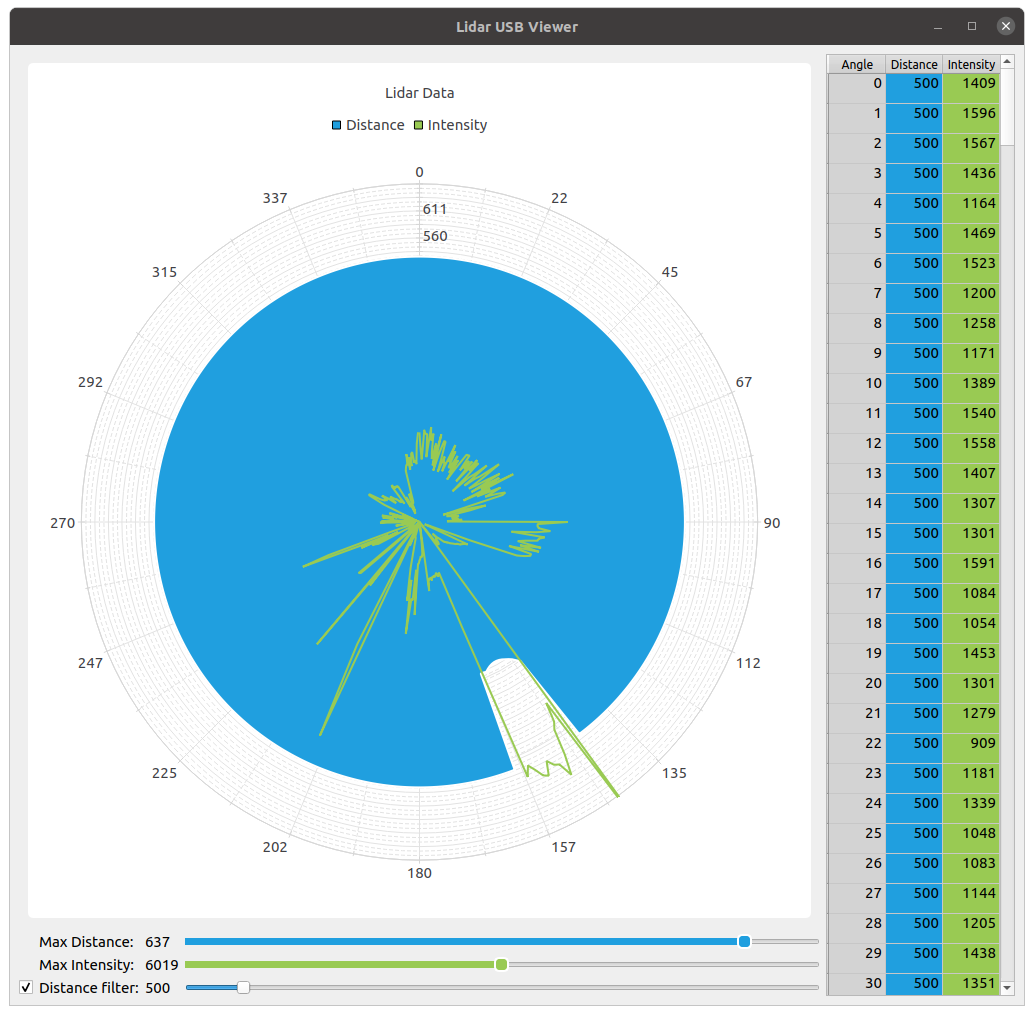 Lidar USB Viewer
Lidar Data
Distance Intensity
0
337 22
611
560
315 45
292 67
270 90
247 112
225 135
202 157
180
Max Distance: 637
Max Intensity: 6019
Distance filter: 500
Angle Distance Intensity
0 500 1409
1 500 1596
2 500 1567
3 500 1436
4 500 1164
5 500 1469
6 500 1523
7 500 1200
8 500 1258
9 500 1171
10 500 1389
11 500 1540
12 500 1558
13 500 1407
14 500 1307
15 500 1301
16 500 1591
17 500 1084
18 500 1054
19 500 1453
20 500 1301
21 500 1279
22 500 909
23 500 1181
24 500 1339
25 500 1048
26 500 1083
27 500 1144
28 500 1205
29 500 1438
30 500 1351